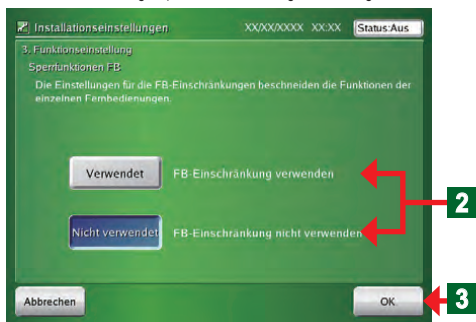 Installationseinstellungen XX/XX/XXXX XX:XX Status:Aus
3. Funktionseinstellung
Sperrfunktionen FB
Die Einstellungen für die FB-Einschränkungen beschneiden die Funktionen der
einzelnen Fernbedienungen.
Verwendet FB-Einschränkung verwenden
2
Nicht verwendet FB-Einschränkung nicht verwenden
Abbrechen OK 3